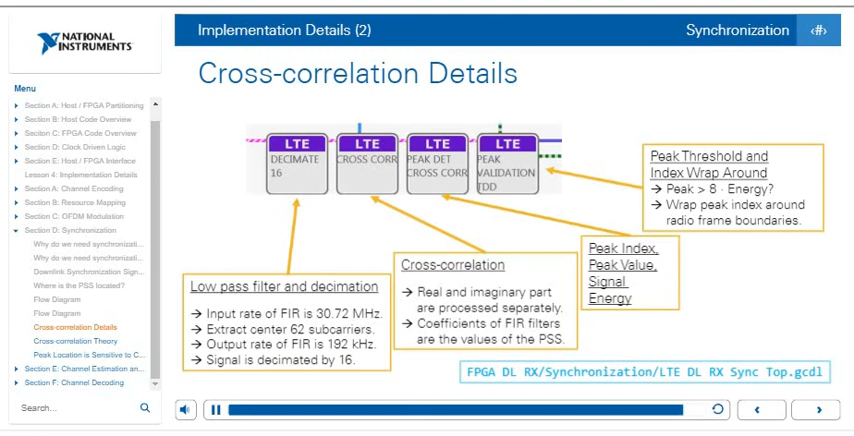 NATIONAL
INSTRUMENTS
Implementation Details (2)
Synchronization
‹#›
Menu
Section A: Host / FPGA Partitioning
Section B: Host Code Overview
Section C: FPGA Code Overview
Section D: Clock Driven Logic
Section E: Host / FPGA Interface
Lesson 4: Implementation Details
Section A: Channel Encoding
Section B: Resource Mapping
Section C: OFDM Modulation
Section D: Synchronization
Why do we need synchronizati...
Why do we need synchronizati...
Downlink Synchronization Sign...
Where is the PSS located?
Flow Diagram
Flow Diagram
Cross-correlation Details
Cross-correlation Theory
Peak Location is Sensitive to C...
Section E: Channel Estimation an...
Section F: Channel Decoding
Search...
Cross-correlation Details
LTE
DECIMATE
16
LTE
CROSS CORR
LTE
PEAK DET
CROSS CORR
LTE
PEAK
VALIDATION
TDD
Peak Threshold and
Index Wrap Around
→ Peak > 8 · Energy?
→ Wrap peak index around
radio frame boundaries.
Peak Index,
Peak Value,
Signal
Energy
Cross-correlation
→ Real and imaginary part
are processed separately.
→ Coefficients of FIR filters
are the values of the PSS.
Low pass filter and decimation
→ Input rate of FIR is 30.72 MHz.
→ Extract center 62 subcarriers.
→ Output rate of FIR is 192 kHz.
→ Signal is decimated by 16.
FPGA DL RX/Synchronization/LTE DL RX Sync Top.gcdl